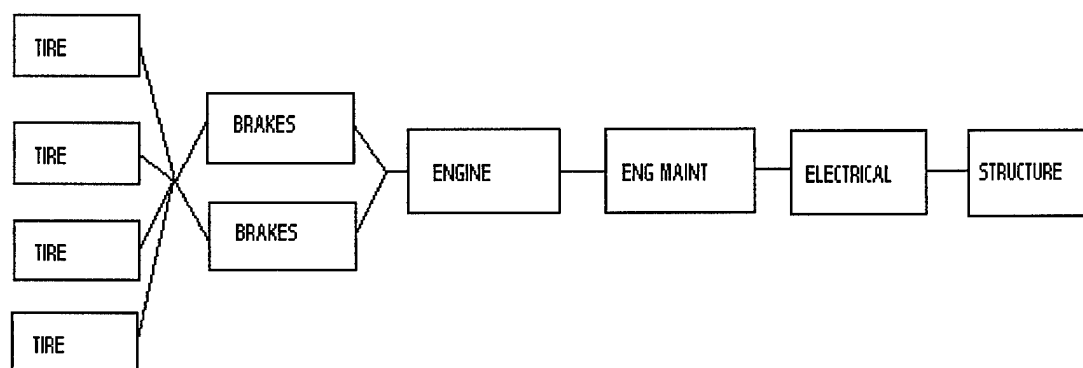 TIRE
TIRE
TIRE
TIRE
BRAKES
BRAKES
ENGINE
ENG MAINT
ELECTRICAL
STRUCTURE